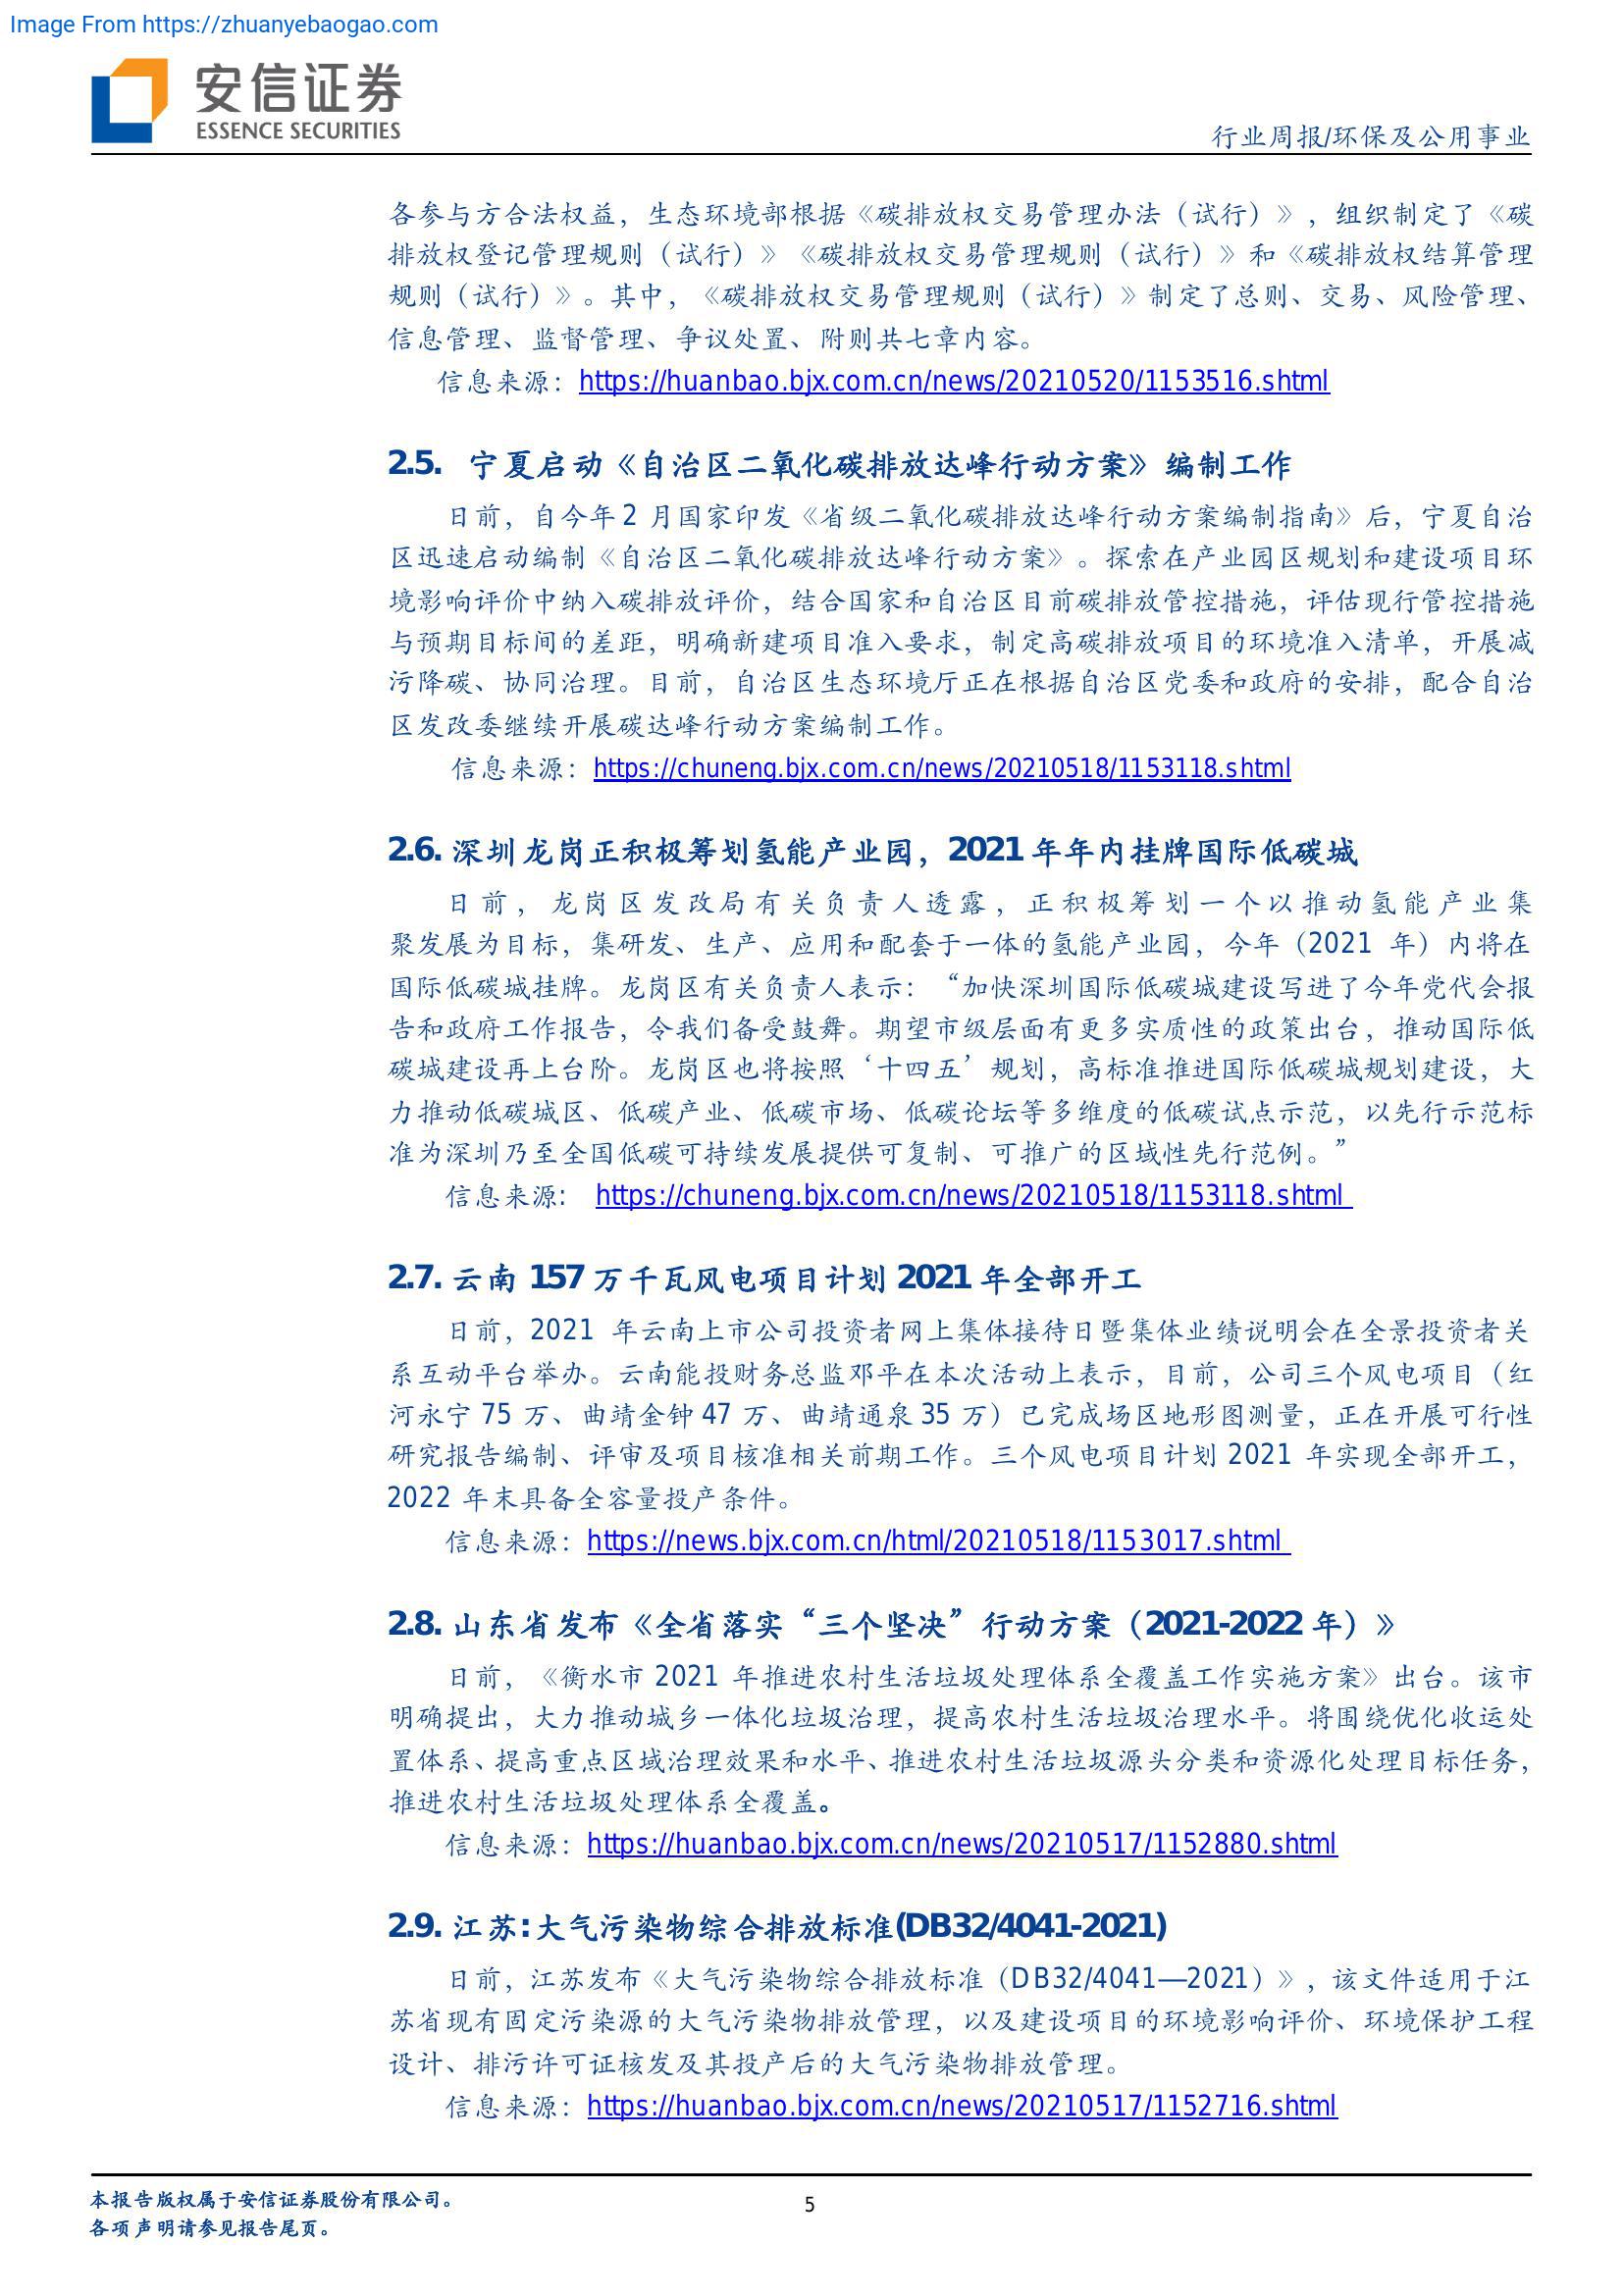 Image From https://zhuanyebaogao.com
安信证券
ESSENCE SECURITIES
行业周报/环保及公用事业
各参与方合法权益，生态环境部根据《碳排放权交易管理办法（试行）》，组织制定了《碳
排放权登记管理规则（试行）》《碳排放权交易管理规则（试行）》和《碳排放权结算管理
规则（试行）》。其中，《碳排放权交易管理规则（试行）》制定了总则、交易、风险管理、
信息管理、监督管理、争议处置、附则共七章内容。
信息来源：https://huanbao.bjx.com.cn/news/20210520/1153516.shtml
2.5. 宁夏启动《自治区二氧化碳排放达峰行动方案》编制工作
日前，自今年 2 月国家印发《省级二氧化碳排放达峰行动方案编制指南》后，宁夏自治
区迅速启动编制《自治区二氧化碳排放达峰行动方案》。探索在产业园区规划和建设项目环
境影响评价中纳入碳排放评价，结合国家和自治区目前碳排放管控措施，评估现行管控措施
与预期目标间的差距，明确新建项目准入要求，制定高碳排放项目的环境准入清单，开展减
污降碳、协同治理。目前，自治区生态环境厅正在根据自治区党委和政府的安排，配合自治
区发改委继续开展碳达峰行动方案编制工作。
信息来源：https://chuneng.bjx.com.cn/news/20210518/1153118.shtml
2.6. 深圳龙岗正积极筹划氢能产业园，2021 年年内挂牌国际低碳城
日前，龙岗区发改局有关负责人透露，正积极筹划一个以推动氢能产业集
聚发展为目标，集研发、生产、应用和配套于一体的氢能产业园，今年（2021 年）内将在
国际低碳城挂牌。龙岗区有关负责人表示：“加快深圳国际低碳城建设写进了今年党代会报
告和政府工作报告，令我们备受鼓舞。期望市级层面有更多实质性的政策出台，推动国际低
碳城建设再上台阶。龙岗区也将按照‘十四五’规划，高标准推进国际低碳城规划建设，大
力推动低碳城区、低碳产业、低碳市场、低碳论坛等多维度的低碳试点示范，以先行示范标
准为深圳乃至全国低碳可持续发展提供可复制、可推广的区域性先行范例。”
信息来源： https://chuneng.bjx.com.cn/news/20210518/1153118.shtml
2.7. 云南 157 万千瓦风电项目计划 2021 年全部开工
日前，2021 年云南上市公司投资者网上集体接待日暨集体业绩说明会在全景投资者关
系互动平台举办。云南能投财务总监邓平在本次活动上表示，目前，公司三个风电项目（红
河永宁 75 万、曲靖金钟 47 万、曲靖通泉 35 万）已完成场区地形图测量，正在开展可行性
研究报告编制、评审及项目核准相关前期工作。三个风电项目计划 2021 年实现全部开工，
2022 年末具备全容量投产条件。
信息来源：https://news.bjx.com.cn/html/20210518/1153017.shtml
2.8. 山东省发布《全省落实“三个坚决”行动方案（2021-2022 年）》
日前，《衡水市 2021 年推进农村生活垃圾处理体系全覆盖工作实施方案》出台。该市
明确提出，大力推动城乡一体化垃圾治理，提高农村生活垃圾治理水平。将围绕优化收运处
置体系、提高重点区域治理效果和水平、推进农村生活垃圾源头分类和资源化处理目标任务，
推进农村生活垃圾处理体系全覆盖。
信息来源：https://huanbao.bjx.com.cn/news/20210517/1152880.shtml
2.9. 江苏：大气污染物综合排放标准(DB32/4041-2021)
日前，江苏发布《大气污染物综合排放标准（DB32/4041—2021）》，该文件适用于江
苏省现有固定污染源的大气污染物排放管理，以及建设项目的环境影响评价、环境保护工程
设计、排污许可证核发及其投产后的大气污染物排放管理。
信息来源：https://huanbao.bjx.com.cn/news/20210517/1152716.shtml
本报告版权属于安信证券股份有限公司。
各项声明请参见报告尾页。
5